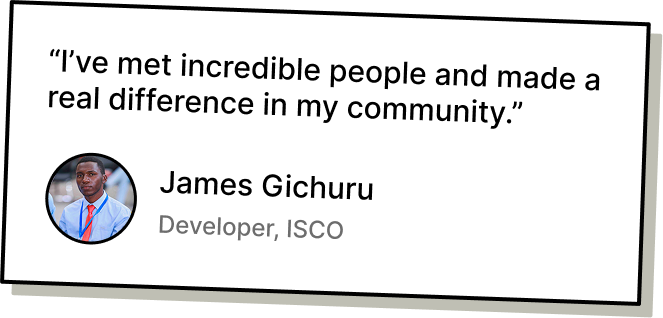 “I’ve met incredible people and made a
real difference in my community.”
James Gichuru
Developer, ISCO